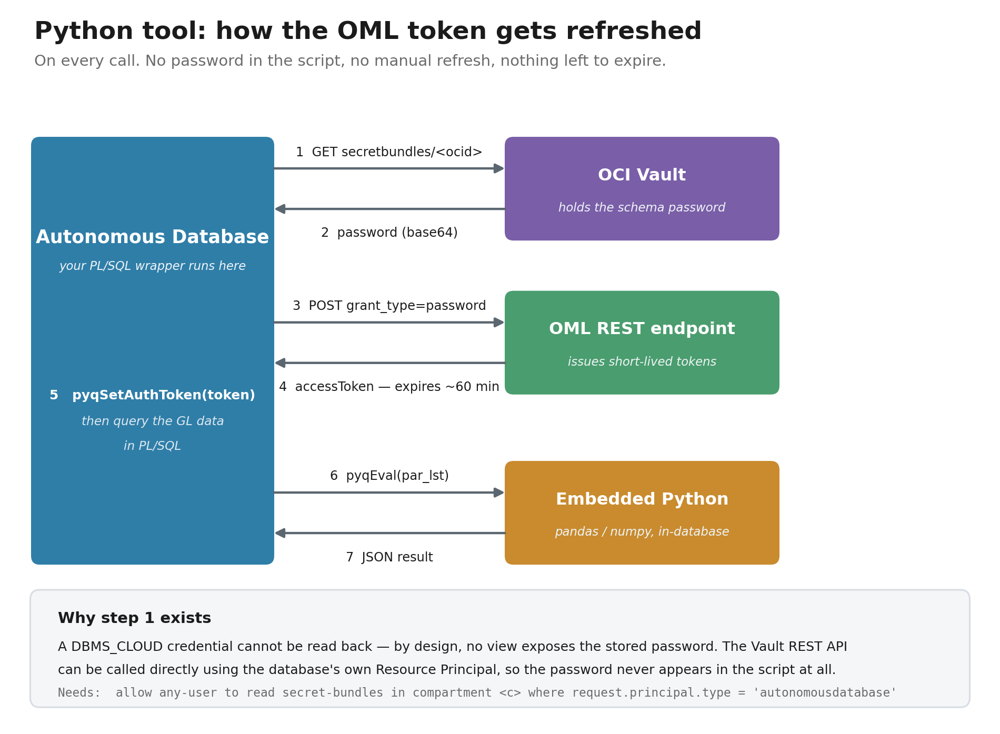 Python tool: how the OML token gets refreshed
On every call. No password in the script, no manual refresh, nothing left to expire.
Autonomous Database
your PL/SQL wrapper runs here
5 pyqSetAuthToken(token)
then query the GL data
in PL/SQL
1 GET secretbundles/<ocid>
2 password (base64)
OCI Vault
holds the schema password
3 POST grant_type=password
4 accessToken — expires ~60 min
OML REST endpoint
issues short-lived tokens
6 pyqEval(par_lst)
7 JSON result
Embedded Python
pandas / numpy, in-database
Why step 1 exists
A DBMS_CLOUD credential cannot be read back — by design, no view exposes the stored password. The Vault REST API
can be called directly using the database's own Resource Principal, so the password never appears in the script at all.
Needs: allow any-user to read secret-bundles in compartment <c> where request.principal.type = 'autonomousdatabase'